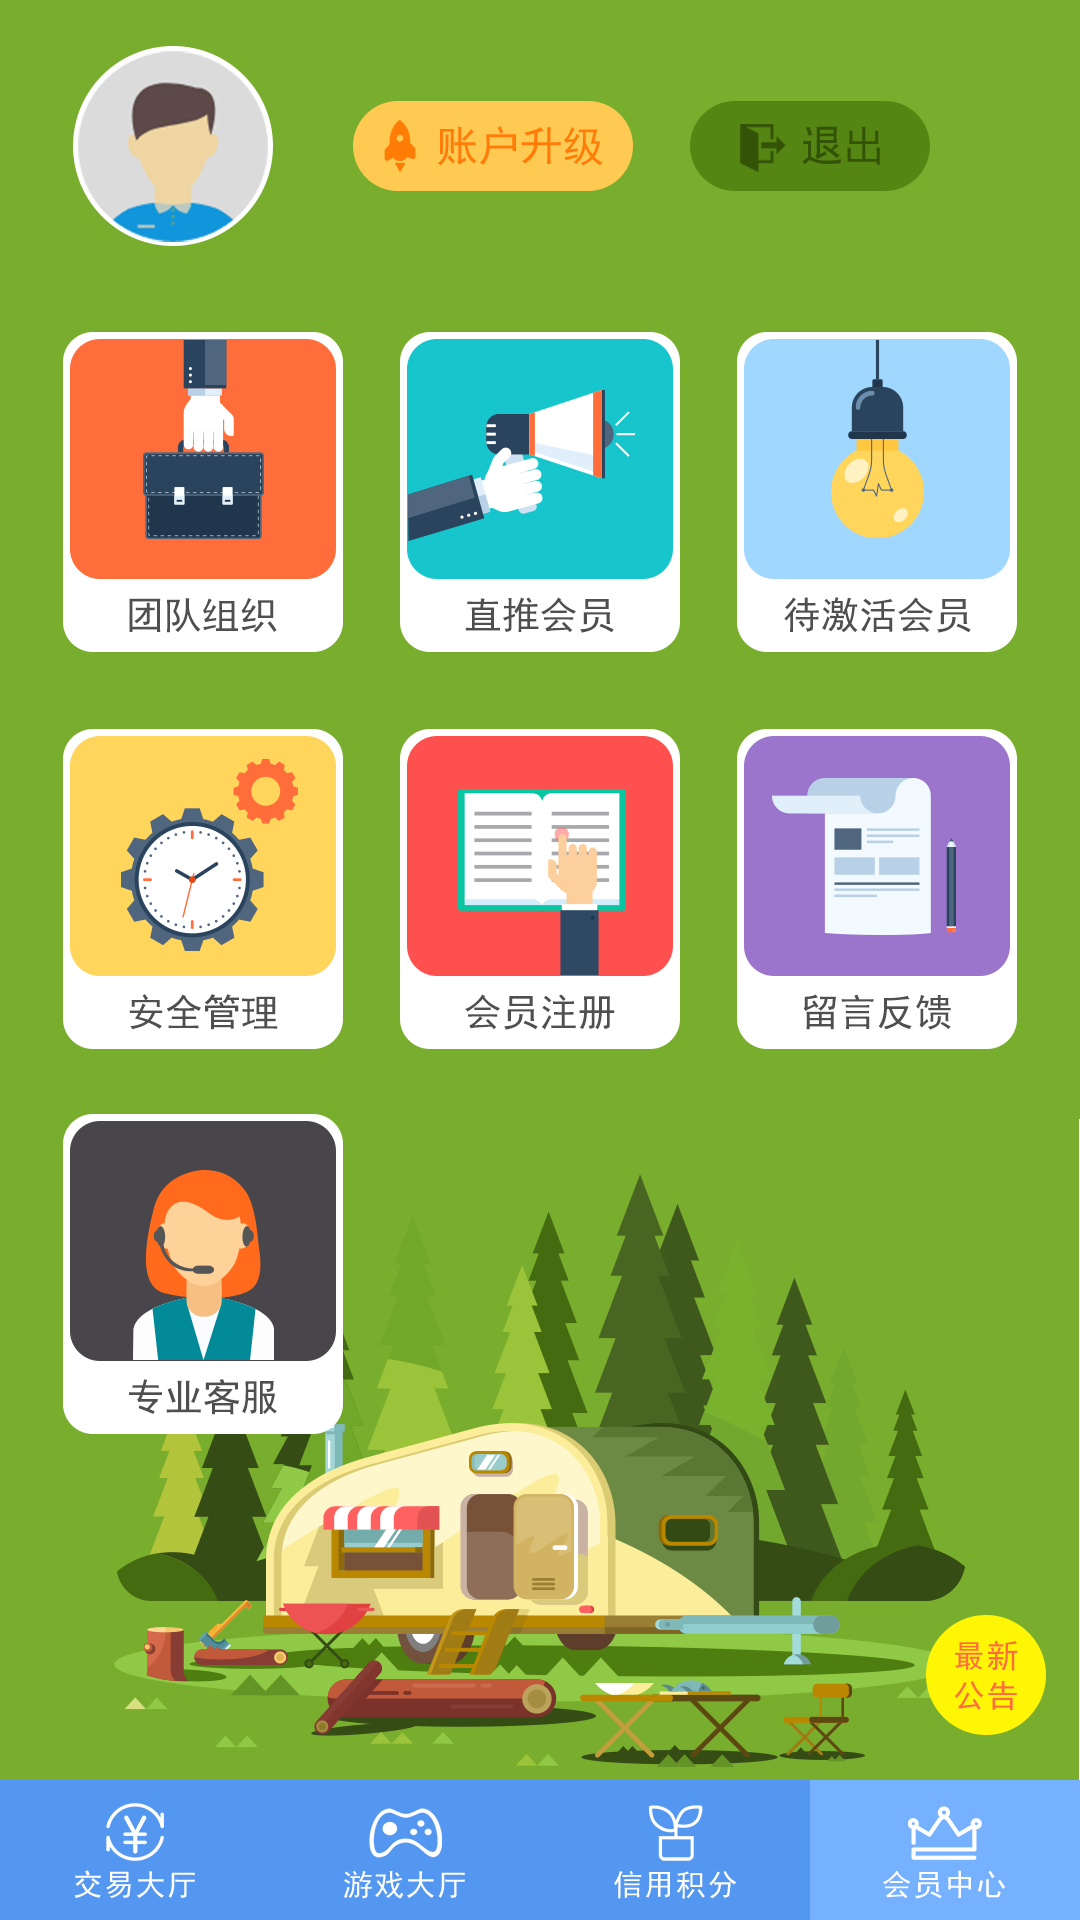 账户升级
退出
团队组织
直推会员
待激活会员
安全管理
会员注册
留言反馈
专业客服
最新
公告
交易大厅
游戏大厅
信用积分
会员中心